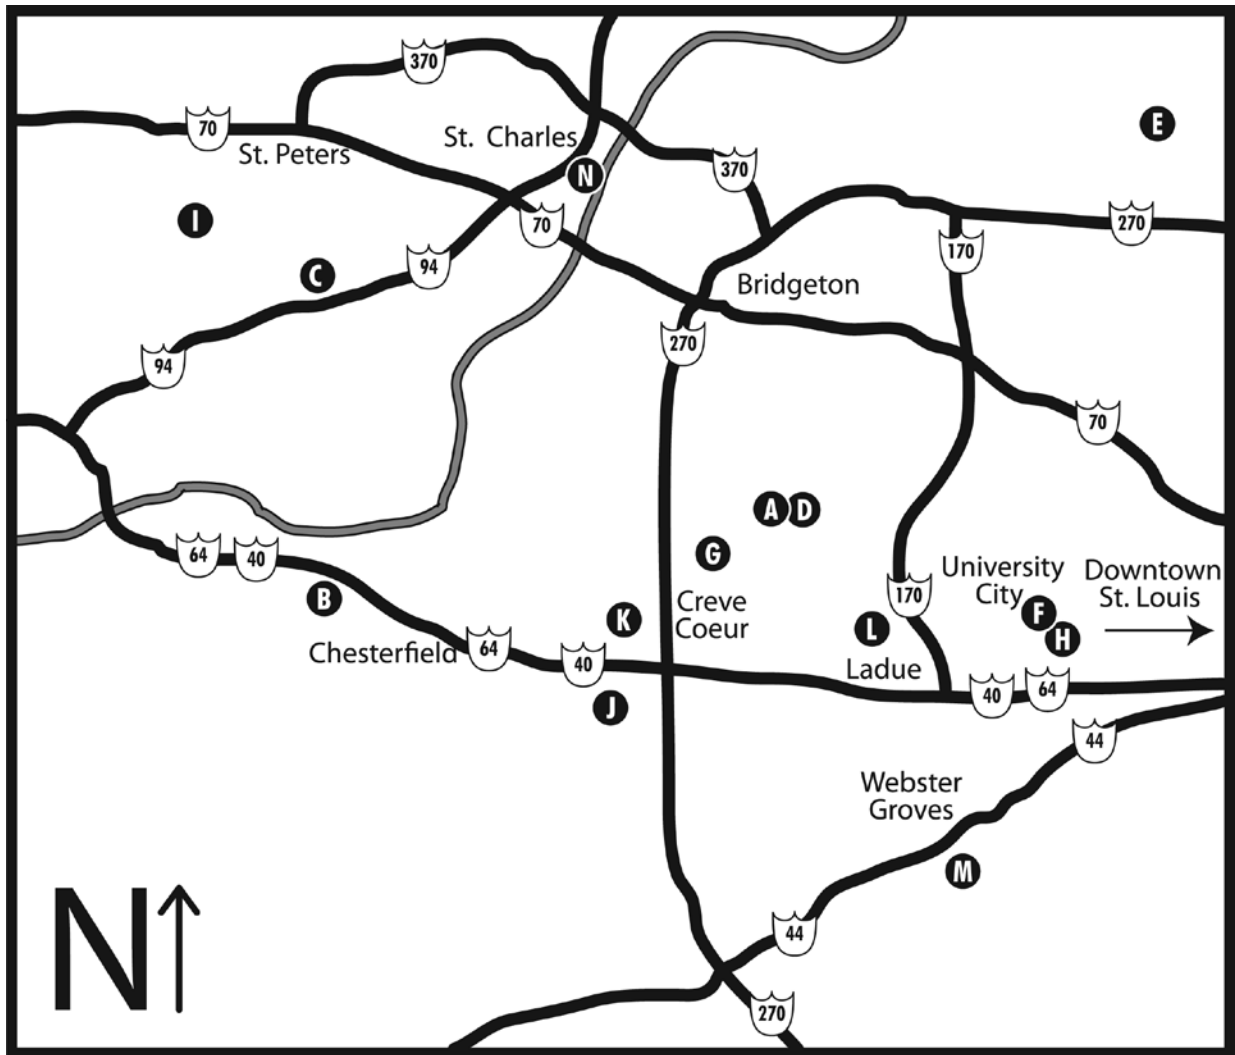 370
70
St. Peters
St. Charles
E
370
N
I
70
270
170
94
C
Bridgeton
270
94
70
A
D
G
64
40
University
City
Downtown
St. Louis
170
B
Creve
Coeur
K
F
L
H
Chesterfield
64
40
Ladue
40
64
J
44
Webster
Groves
M
N
44
270